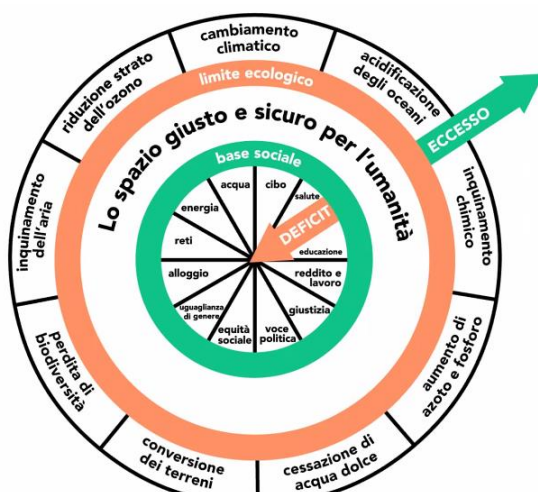 cambiamento
climatico
acidificazione
degli oceani
ECCESSO
inquinamento
chimico
aumento di
azoto e fosforo
cessazione di
acqua dolce
conversione
dei terreni
perdita di
biodiversità
inquinamento
dell'aria
riduzione strato
dell'ozono
limite ecologico
Lo spazio giusto e sicuro per l'umanità
base sociale
acqua
cibo
salute
DEFICIT
educazione
reddito e
lavoro
giustizia
voce
politica
equità
sociale
uguaglianza
di genere
alloggio
reti
energia